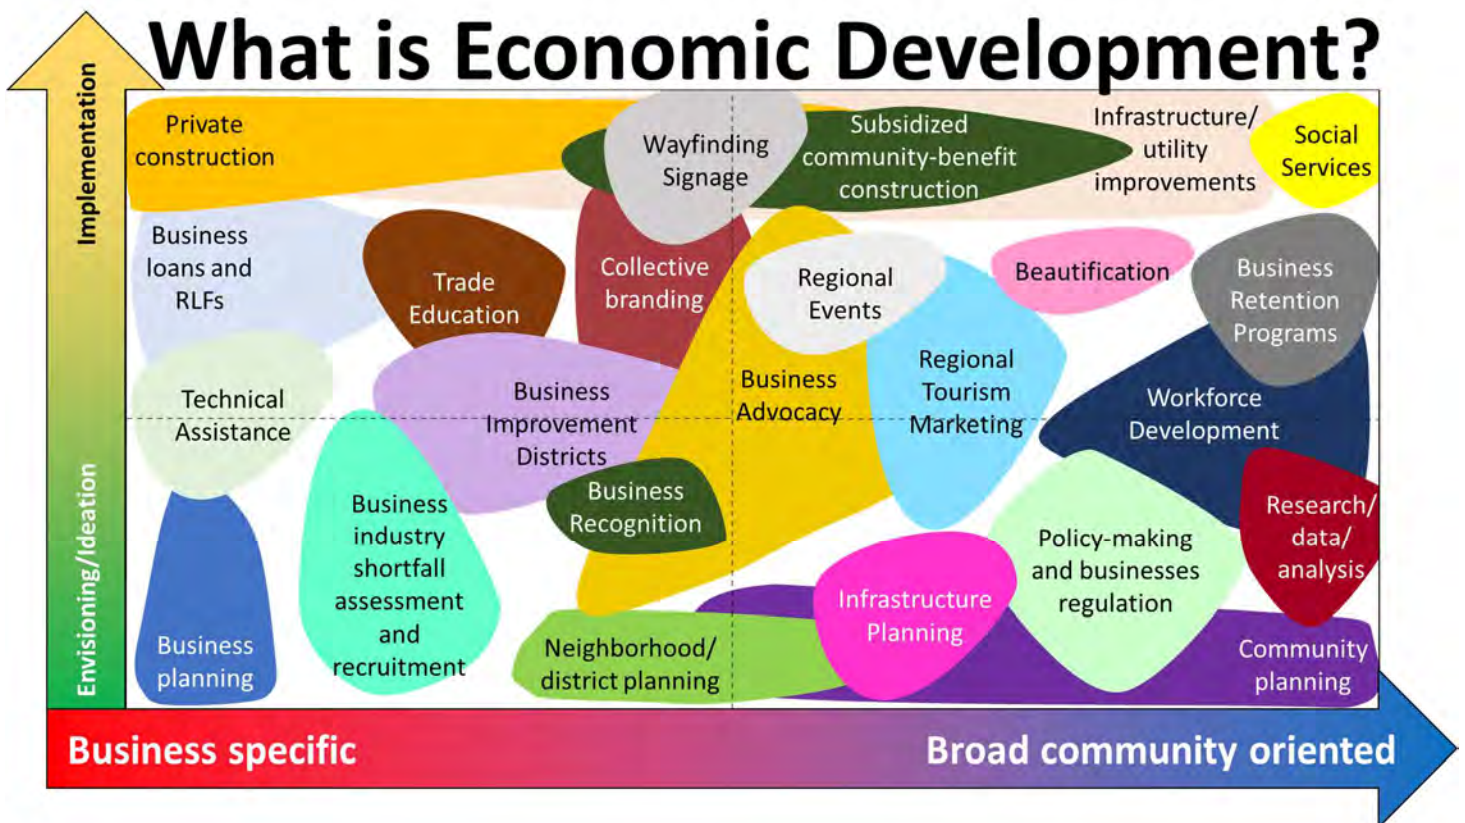 What is Economic Development?
Implementation
Envisioning/Ideation
Private
construction
Wayfinding
Signage
Subsidized
community-benefit
construction
Infrastructure/
utility
improvements
Social
Services
Business
loans and
RLFs
Trade
Education
Collective
branding
Regional
Events
Beautification
Business
Retention
Programs
Technical
Assistance
Business
Improvement
Districts
Business
Advocacy
Regional
Tourism
Marketing
Workforce
Development
Business
industry
shortfall
assessment
and
recruitment
Business
Recognition
Policy-making
and businesses
regulation
Research/
data/
analysis
Business
planning
Neighborhood/
district planning
Infrastructure
Planning
Community
planning
Business specific
Broad community oriented